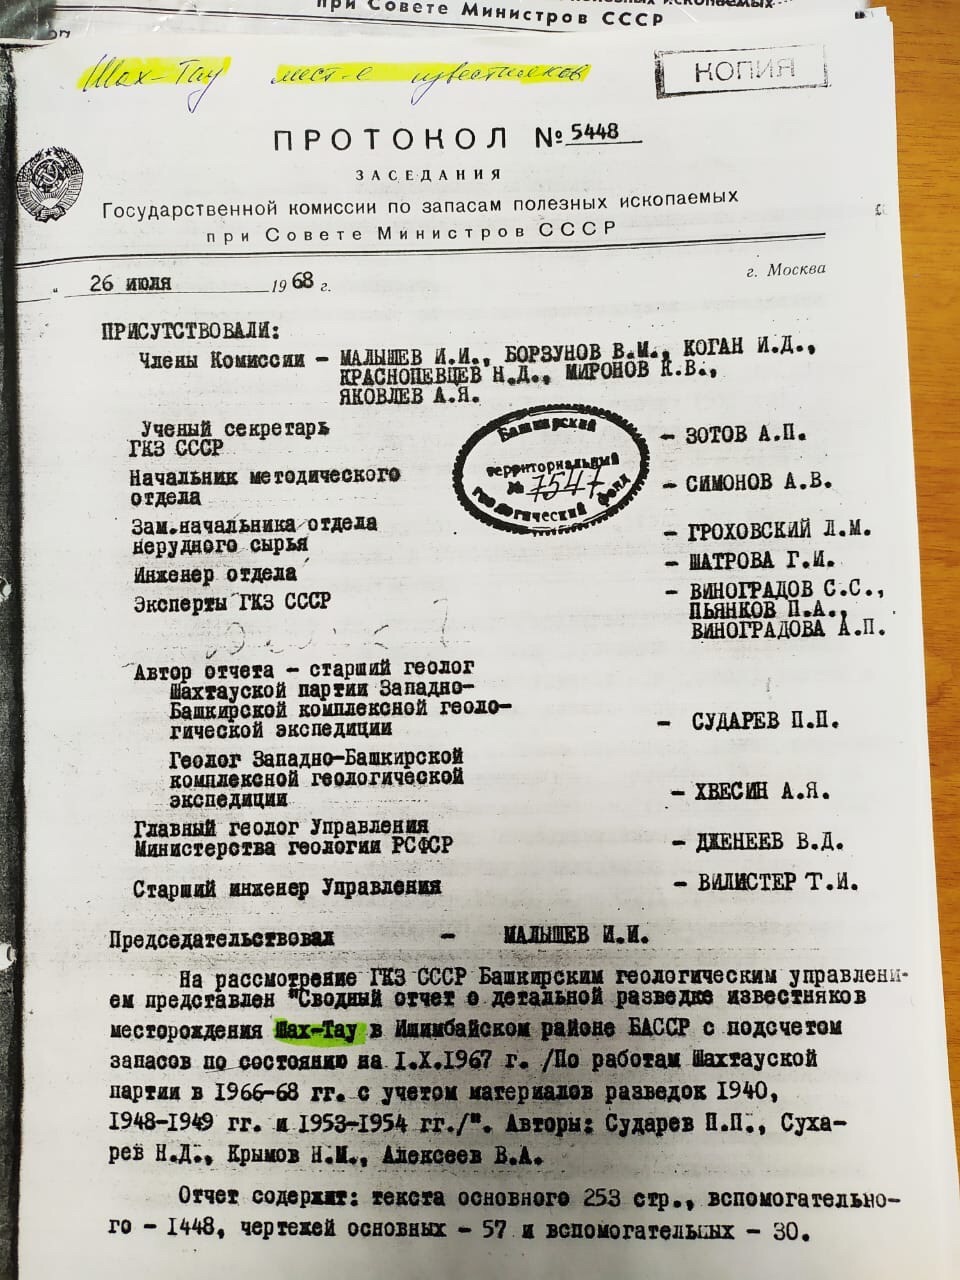 при Совете Министров СССР
Шах-Тау мест-е известняков
КОПИЯ
ПРОТОКОЛ № 5448
ЗАСЕДАНИЯ
Государственной комиссии по запасам полезных ископаемых
при Совете Министров СССР
26 июля 1968 г.
г. Москва
ПРИСУТСТВОВАЛИ:
Члены Комиссии – МАЛЫШЕВ И.И., БОРЗУНОВ В.М., КОГАН И.Д.,
КРАСНОПЕВЦЕВ Н.Д., МИРОНОВ К.В.,
ЯКОВЛЕВ А.Я.
Ученый секретарь
ГКЗ СССР – ЗОТОВ А.П.
Башкирский
территориальный
№ 7547
геологический фонд
Начальник методического
отдела – СИМОНОВ А.В.
Зам.начальника отдела
нерудного сырья – ГРОХОВСКИЙ Л.М.
Инженер отдела – ШАТРОВА Г.И.
Эксперты ГКЗ СССР – ВИНОГРАДОВ С.С.,
ПЬЯНКОВ П.А.,
ВИНОГРАДОВА А.П.
Автор отчета – старший геолог
Шахтауской партии Западно-
Башкирской комплексной геоло-
гической экспедиции – СУДАРЕВ П.П.
Геолог Западно-Башкирской
комплексной геологической
экспедиции – ХВЕСИН А.Я.
Главный геолог Управления
Министерства геологии РСФСР – ДЖЕНЕЕВ В.Д.
Старший инженер Управления – ВИЛИСТЕР Т.И.
Председательствовал – МАЛЫШЕВ И.И.
На рассмотрение ГКЗ СССР Башкирским геологическим управлени-
ем представлен "Сводный отчет о детальной разведке известняков
месторождения Шах-Тау в Ишимбайском районе БАССР с подсчетом
запасов по состоянию на I.X.1967 г. /По работам Шахтауской
партии в 1966-68 гг. с учетом материалов разведок 1940,
1948-1949 гг. и 1953-1954 гг./". Авторы: Сударев П.П., Суха-
рев Н.Д., Крымов Н.М., Алексеев В.А.
Отчет содержит: текста основного 253 стр., вспомогательно-
го – I448, чертежей основных – 57 и вспомогательных – 30.